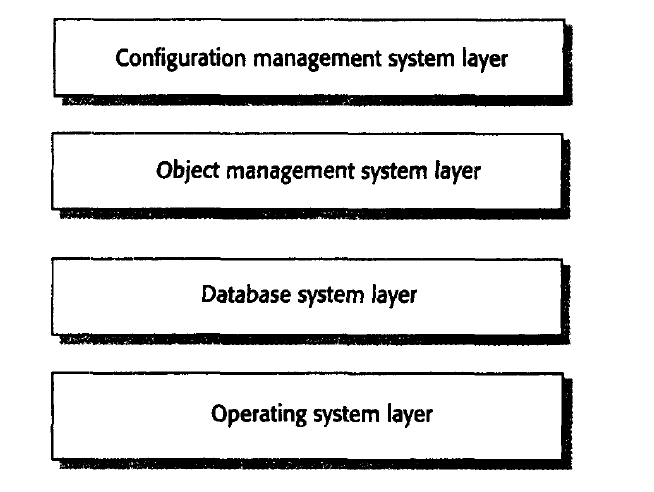 Configuration management system layer
Object management system layer
Database system layer
Operating system layer